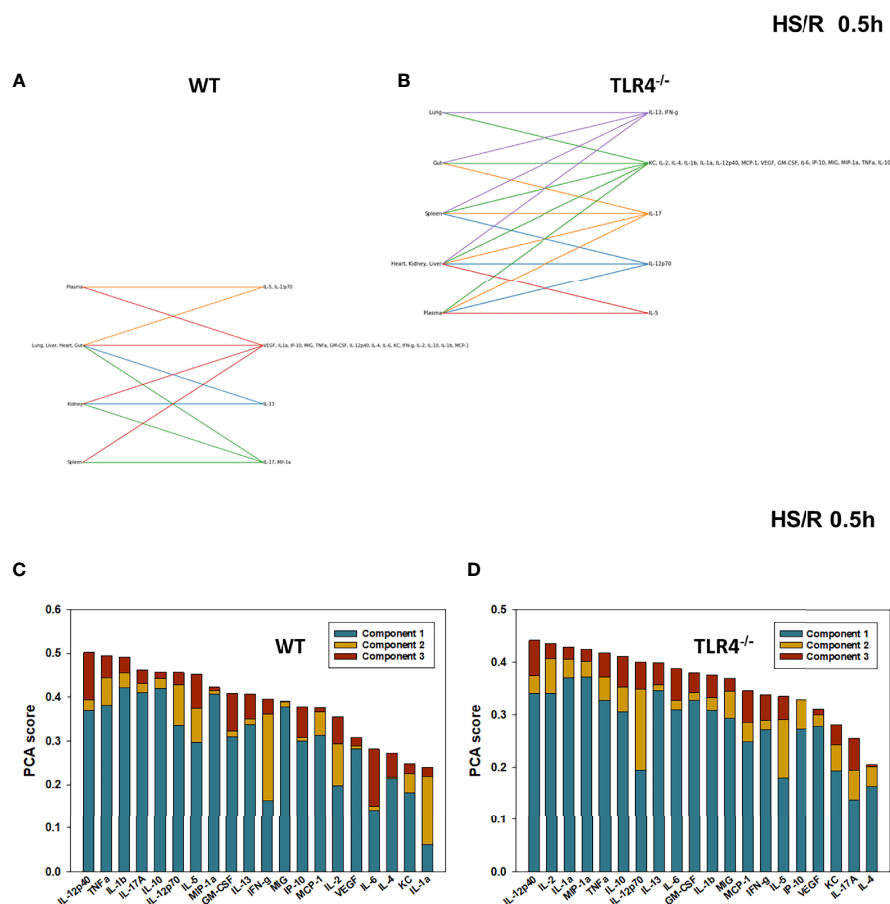 HS/R 0.5h
A
WT
B
TLR4-/-
Lung
IL-13, IFN-g
Gut
KC, IL-2, IL-4, IL-1b, IL-1a, IL-12p40, MCP-1, VEGF, GM-CSF, IL-6, IP-10, MIG, MIP-1a, TNFa, IL-10
Spleen
IL-17
Heart, Kidney, Liver
IL-12p70
Plasma
IL-5
Plasma
IL-5, IL-1'p70
Lung, Liver, Heart, Gut
VEGF, IL1a, IP-10, MIG, TNFa, GM-CSF, IL-12p40, IL-4, IL-6, KC, IFN-g, IL-2, IL-10, IL-1b, MCP-1
Kidney
IL-13
Spleen
IL-17, MIP-1a
HS/R 0.5h
C
WT
Component 1
Component 2
Component 3
PCA score
0.6
0.5
0.4
0.3
0.2
0.1
0.0
IL-12p40
TNFa
IL-1b
IL-17A
IL-10
IL-12p70
IL-5
MIP-1a
GM-CSF
IL-13
IFN-g
MIG
IP-10
MCP-1
IL-2
VEGF
IL-6
IL-4
KC
IL-1a
D
TLR4-/-
Component 1
Component 2
Component 3
PCA score
0.5
0.4
0.3
0.2
0.1
0.0
IL-12p40
IL-2
IL-1a
MIP-1a
TNFa
IL-10
IL-12p70
IL-13
IL-6
GM-CSF
IL-1b
MIG
MCP-1
IFN-g
IL-5
IP-10
VEGF
KC
IL-17A
IL-4